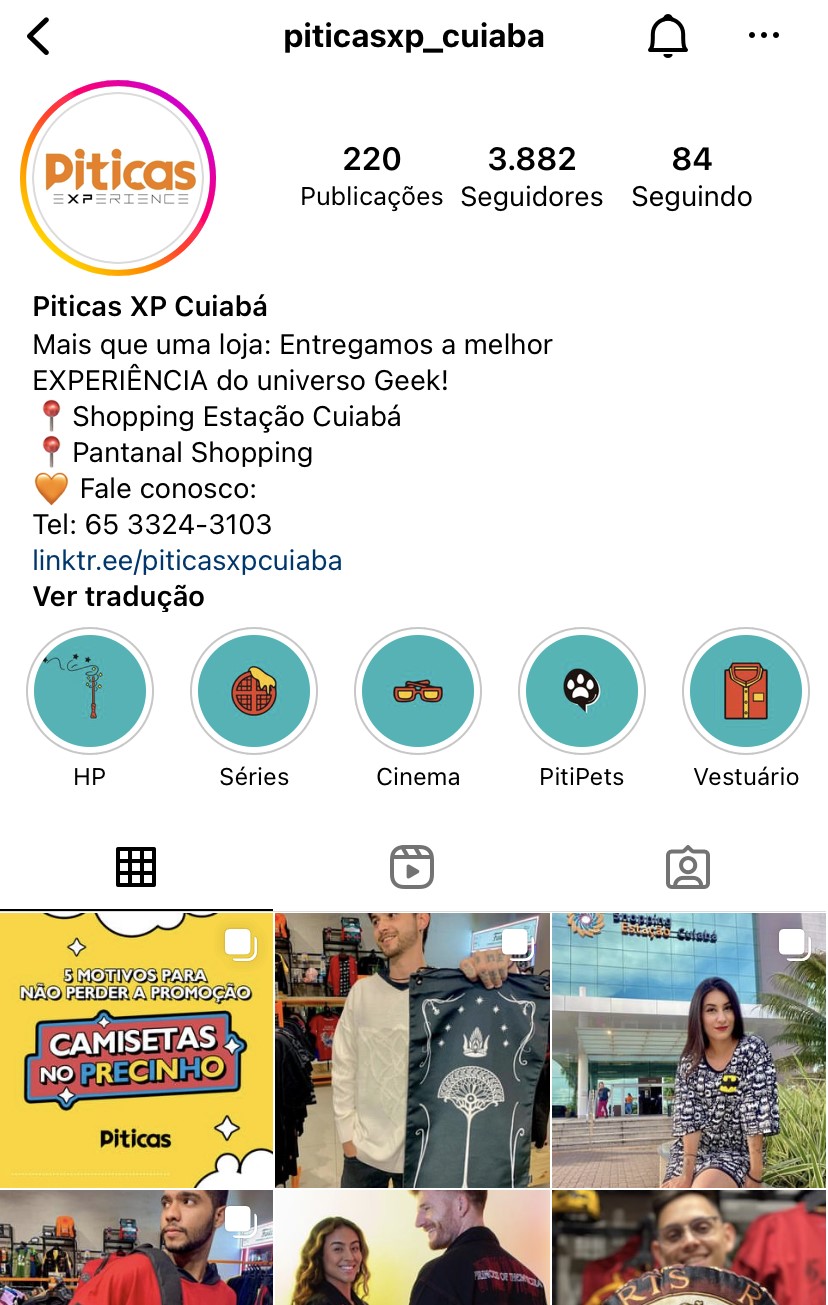 piticasxp_cuiaba
Piticas
EXPERIENCE
220 3.882 84
Publicações Seguidores Seguindo
Piticas XP Cuiabá
Mais que uma loja: Entregamos a melhor
EXPERIÊNCIA do universo Geek!
📍 Shopping Estação Cuiabá
📍 Pantanal Shopping
🧡 Fale conosco:
Tel: 65 3324-3103
linktr.ee/piticasxpcuiaba
Ver tradução
HP Séries Cinema PitiPets Vestuário
5 MOTIVOS PARA
NÃO PERDER A PROMOÇÃO
CAMISETAS
NO PRECINHO
Piticas
Shopping
Estação Cuiabá